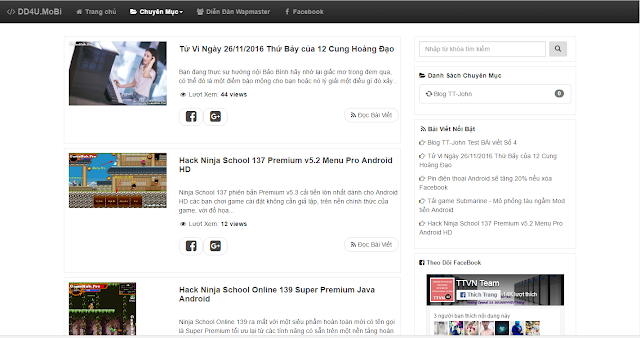 DD4U.MoBi
Trang chủ
Chuyên Mục
Diễn Đàn Wapmaster
Facebook
Tử Vi Ngày 26/11/2016 Thứ Bảy của 12 Cung Hoàng Đạo
Bạn đang thực sự hướng nội Bảo Bình hãy nhớ lại giấc mơ trong đêm qua,
có thể đó là một điềm báo mộng cho bạn hoặc nó lý giải một điều gì đó xảy...
Lượt Xem: 44 views
Đọc Bài Viết
Hack Ninja School 137 Premium v5.2 Menu Pro Android
HD
Ninja School 137 phiên bản Premium v5.3 cải tiến lớn nhất dành cho Android
HD các bạn chơi game cài đặt không cần giả lập, trên nền chính thức của
game, với đồ họa...
Lượt Xem: 12 views
Đọc Bài Viết
Hack Ninja School Online 139 Super Premium Java
Android
Ninja School Online 139 ra mắt với một siêu phẩm hoàn toàn mới có tên gọi
là Super Premium tối ưu lại từ các tính năng có sẵn trên một nền tảng hoàn
Nhập từ khóa tìm kiếm
Danh Sách Chuyên Mục
Blog TT-John
0
Bài Viết Nổi Bật
Blog TT-John Test BÀI viết Số 4
Tử Vi Ngày 26/11/2016 Thứ Bảy của 12 Cung
Hoàng Đạo
Pin điện thoại Android sẽ tăng 20% nếu xóa
Facebook
Tải game Submarine - Mô phỏng tàu ngầm Mod
tiền Android
Hack Ninja School 137 Premium v5.2 Menu Pro
Android HD
Theo Dõi FaceBook
TTVN Team
Thích Trang
lượt thích
3 người bạn thích nội dung này